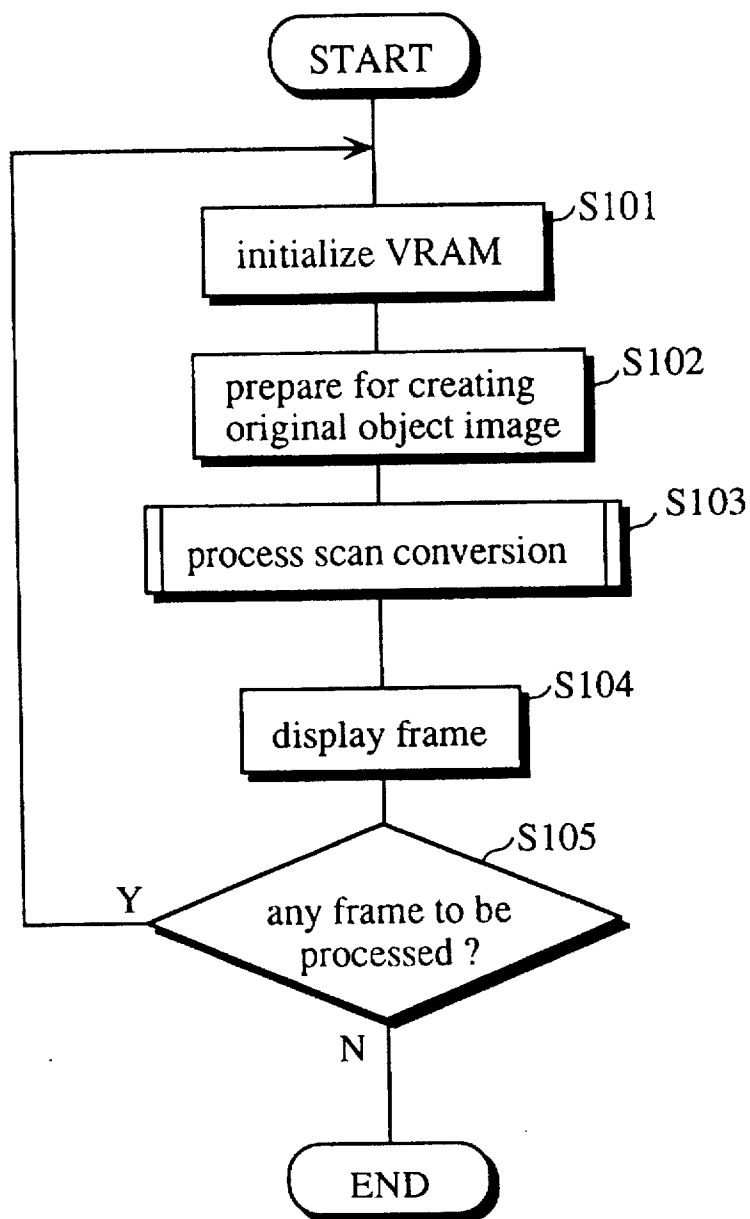 START
S101
initialize VRAM
S102
prepare for creating
original object image
S103
process scan conversion
S104
display frame
S105
Y
any frame to be
processed ?
N
END